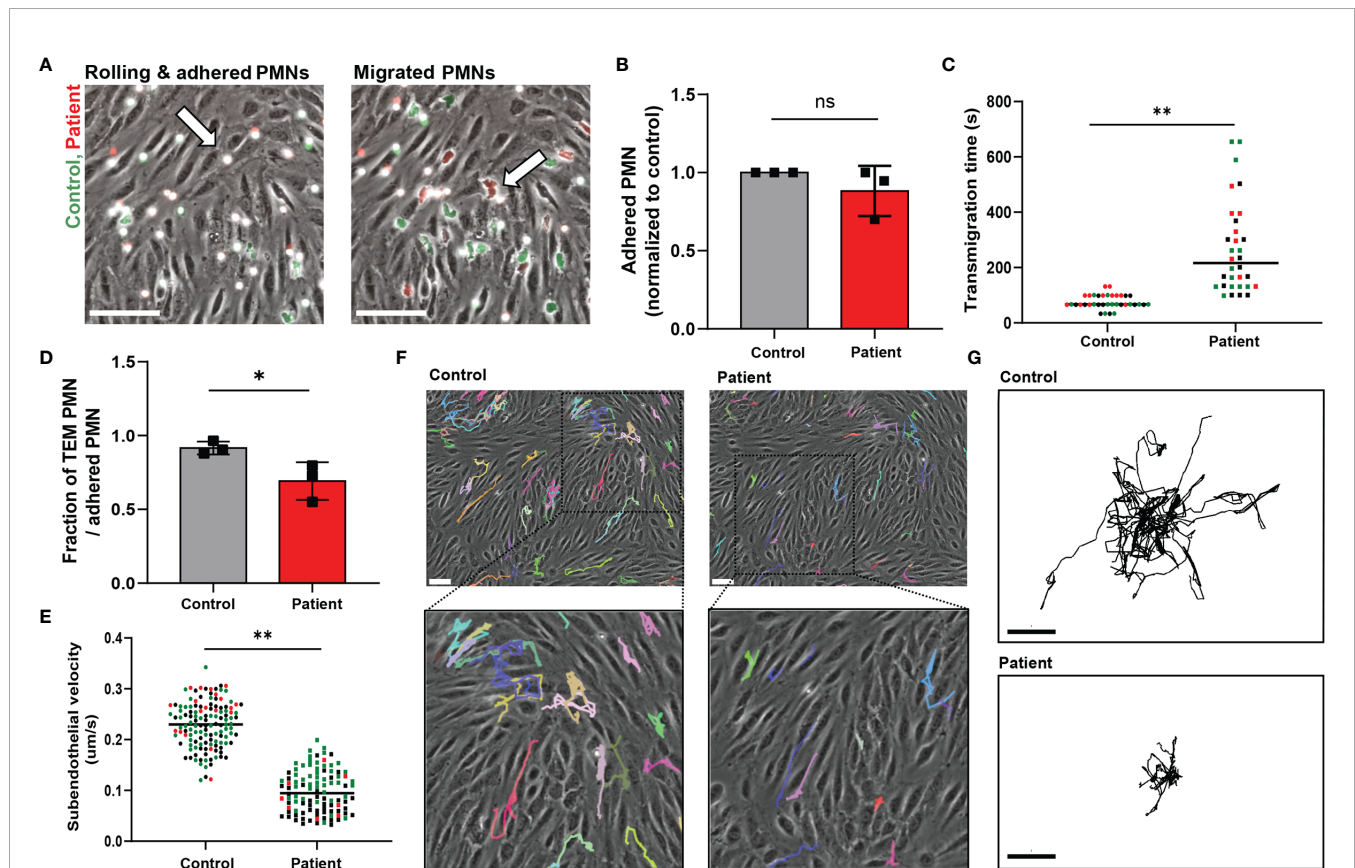 A
Rolling & adhered PMNs
Migrated PMNs
Control, Patient
B
1.5
1.0
0.5
0.0
Adhered PMN
(normalized to control)
ns
Control
Patient
C
800
600
400
200
0
Transmigration time (s)
**
Control
Patient
D
1.5
1.0
0.5
0.0
Fraction of TEM PMN
/ adhered PMN
*
Control
Patient
E
0.4
0.3
0.2
0.1
0.0
Subendothelial velocity
(um/s)
**
Control
Patient
F
Control
Patient
G
Control
Patient